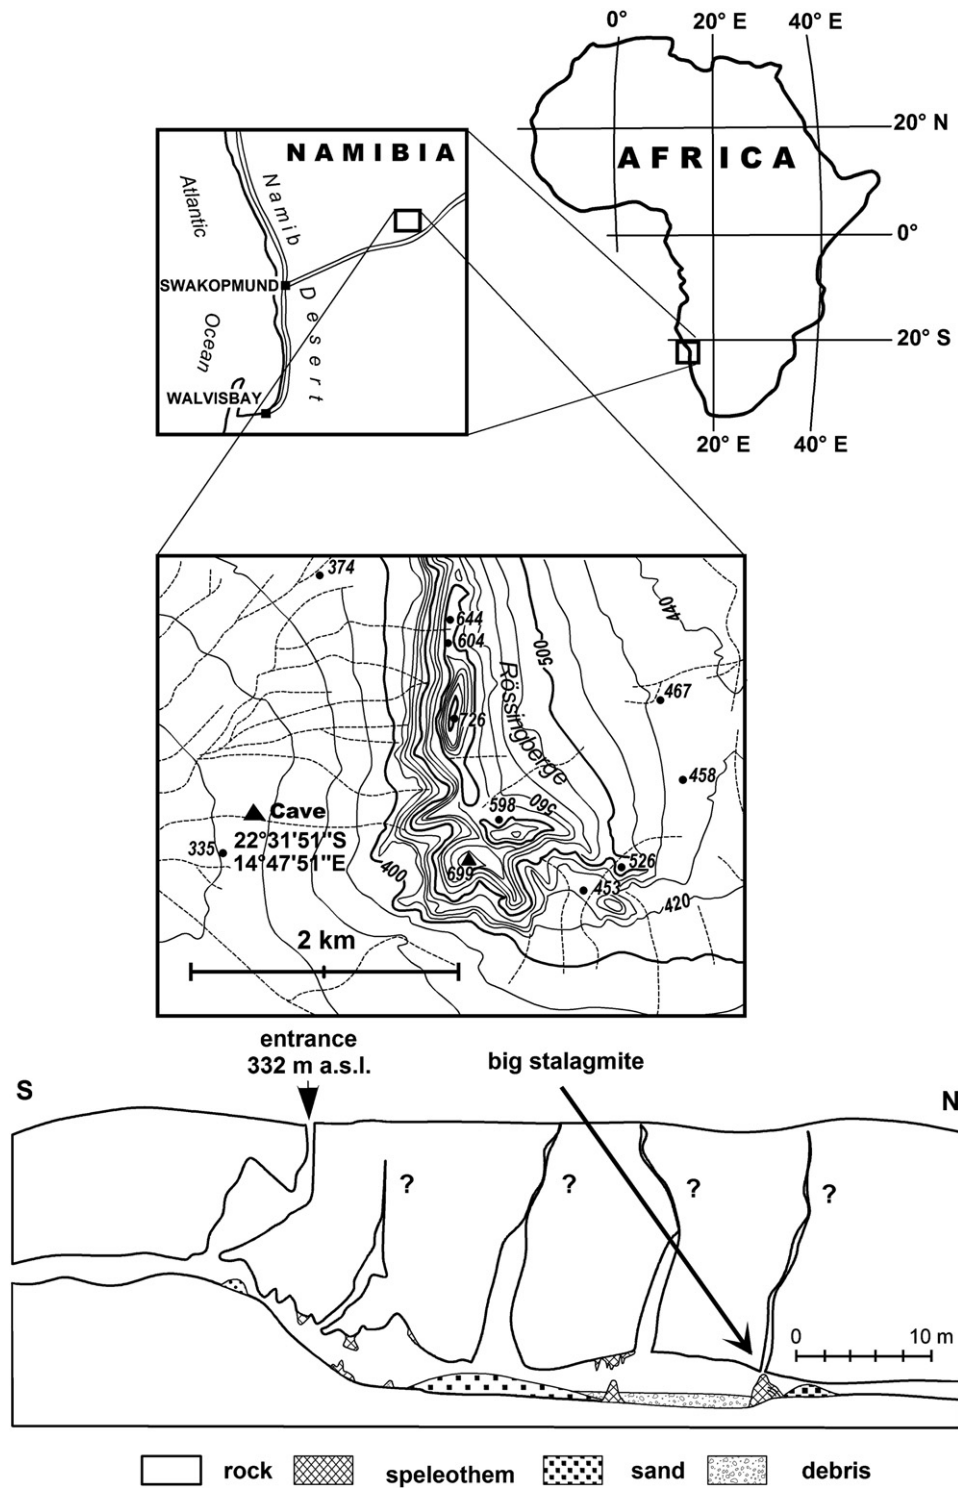 0°
20° E
40° E
20° N
AFRICA
0°
20° S
20° E
40° E
NAMIBIA
Atlantic
Ocean
Namib
Desert
SWAKOPMUND
WALVISBAY
374
644
604
726
Rössingberge
500
440
467
458
598
560
Cave
22°31'51"S
14°47'51"E
335
400
699
526
453
420
2 km
entrance
332 m a.s.l.
big stalagmite
S
N
?
?
?
?
0
10 m
rock
speleothem
sand
debris